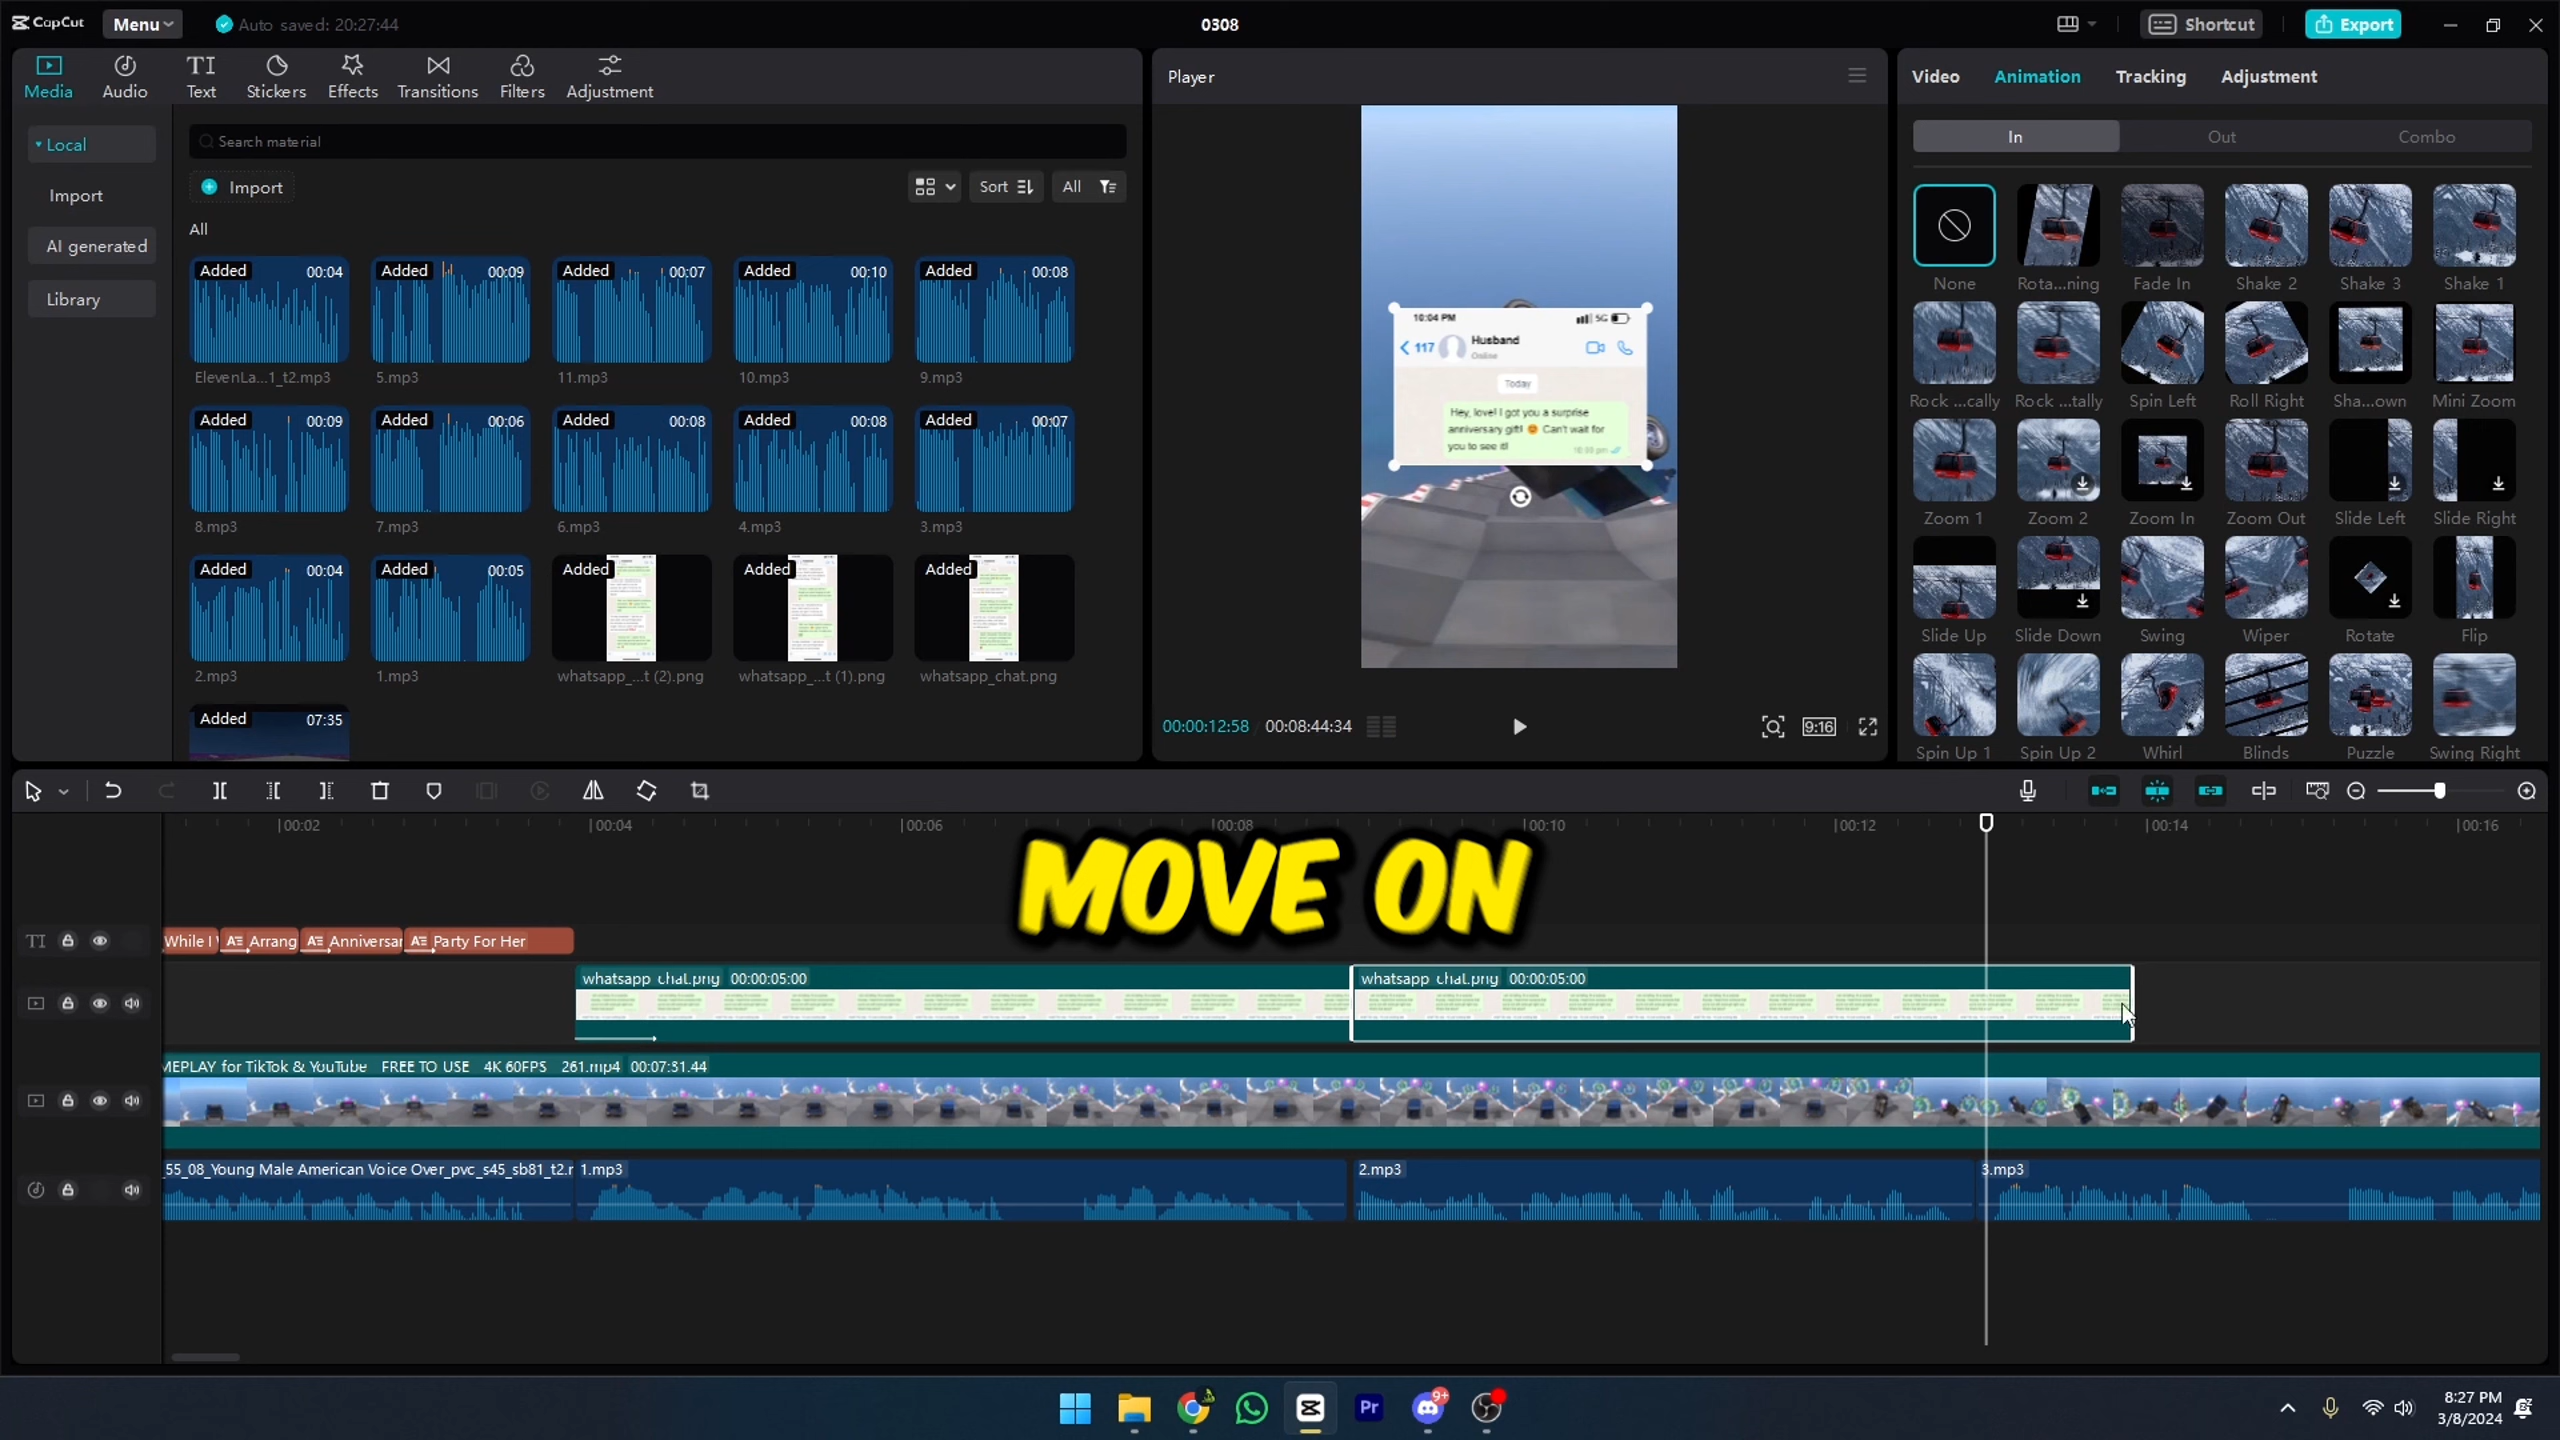 CapCut
Menu
Auto saved: 20:27:44
0308
Shortcut
Export
Media
Audio
Text
Stickers
Effects
Transitions
Filters
Adjustment
Local
Import
AI generated
Library
Search material
Import
Sort
All
All
Added 00:04
Added 00:09
Added 00:07
Added 00:10
Added 00:08
ElevenLa...1_t2.mp3
5.mp3
11.mp3
10.mp3
9.mp3
Added 00:09
Added 00:06
Added 00:08
Added 00:08
Added 00:07
8.mp3
7.mp3
6.mp3
4.mp3
3.mp3
Added 00:04
Added 00:05
Added
Added
Added
2.mp3
1.mp3
whatsapp_...t (2).png
whatsapp_...t (1).png
whatsapp_chat.png
Added 07:35
Player
10:04 PM
5G
117
Husband
Online
Today
Hey, love! I got you a surprise
anniversary gift! 😊 Can't wait for
you to see it!
00:00:12:58
00:08:44:34
9:16
Video
Animation
Tracking
Adjustment
In
Out
Combo
None
Rota...ning
Fade In
Shake 2
Shake 3
Shake 1
Rock ...cally
Rock ...tally
Spin Left
Roll Right
Sha...own
Mini Zoom
Zoom 1
Zoom 2
Zoom In
Zoom Out
Slide Left
Slide Right
Slide Up
Slide Down
Swing
Wiper
Rotate
Flip
Spin Up 1
Spin Up 2
Whirl
Blinds
Puzzle
Swing Right
00:02
00:04
00:06
00:08
00:10
00:12
00:14
00:16
MOVE ON
TI
While I
Arrang
Anniversar
Party For Her
whatsapp_chat.png 00:00:05:00
whatsapp_chat.png 00:00:05:00
MEPLAY for TikTok & YouTube FREE TO USE 4K 60FPS 261.mp4 00:07:31:44
55_08_Young Male American Voice Over_pvc_s45_sb81_t2.r
1.mp3
2.mp3
3.mp3
Pr
9+
8:27 PM
3/8/2024